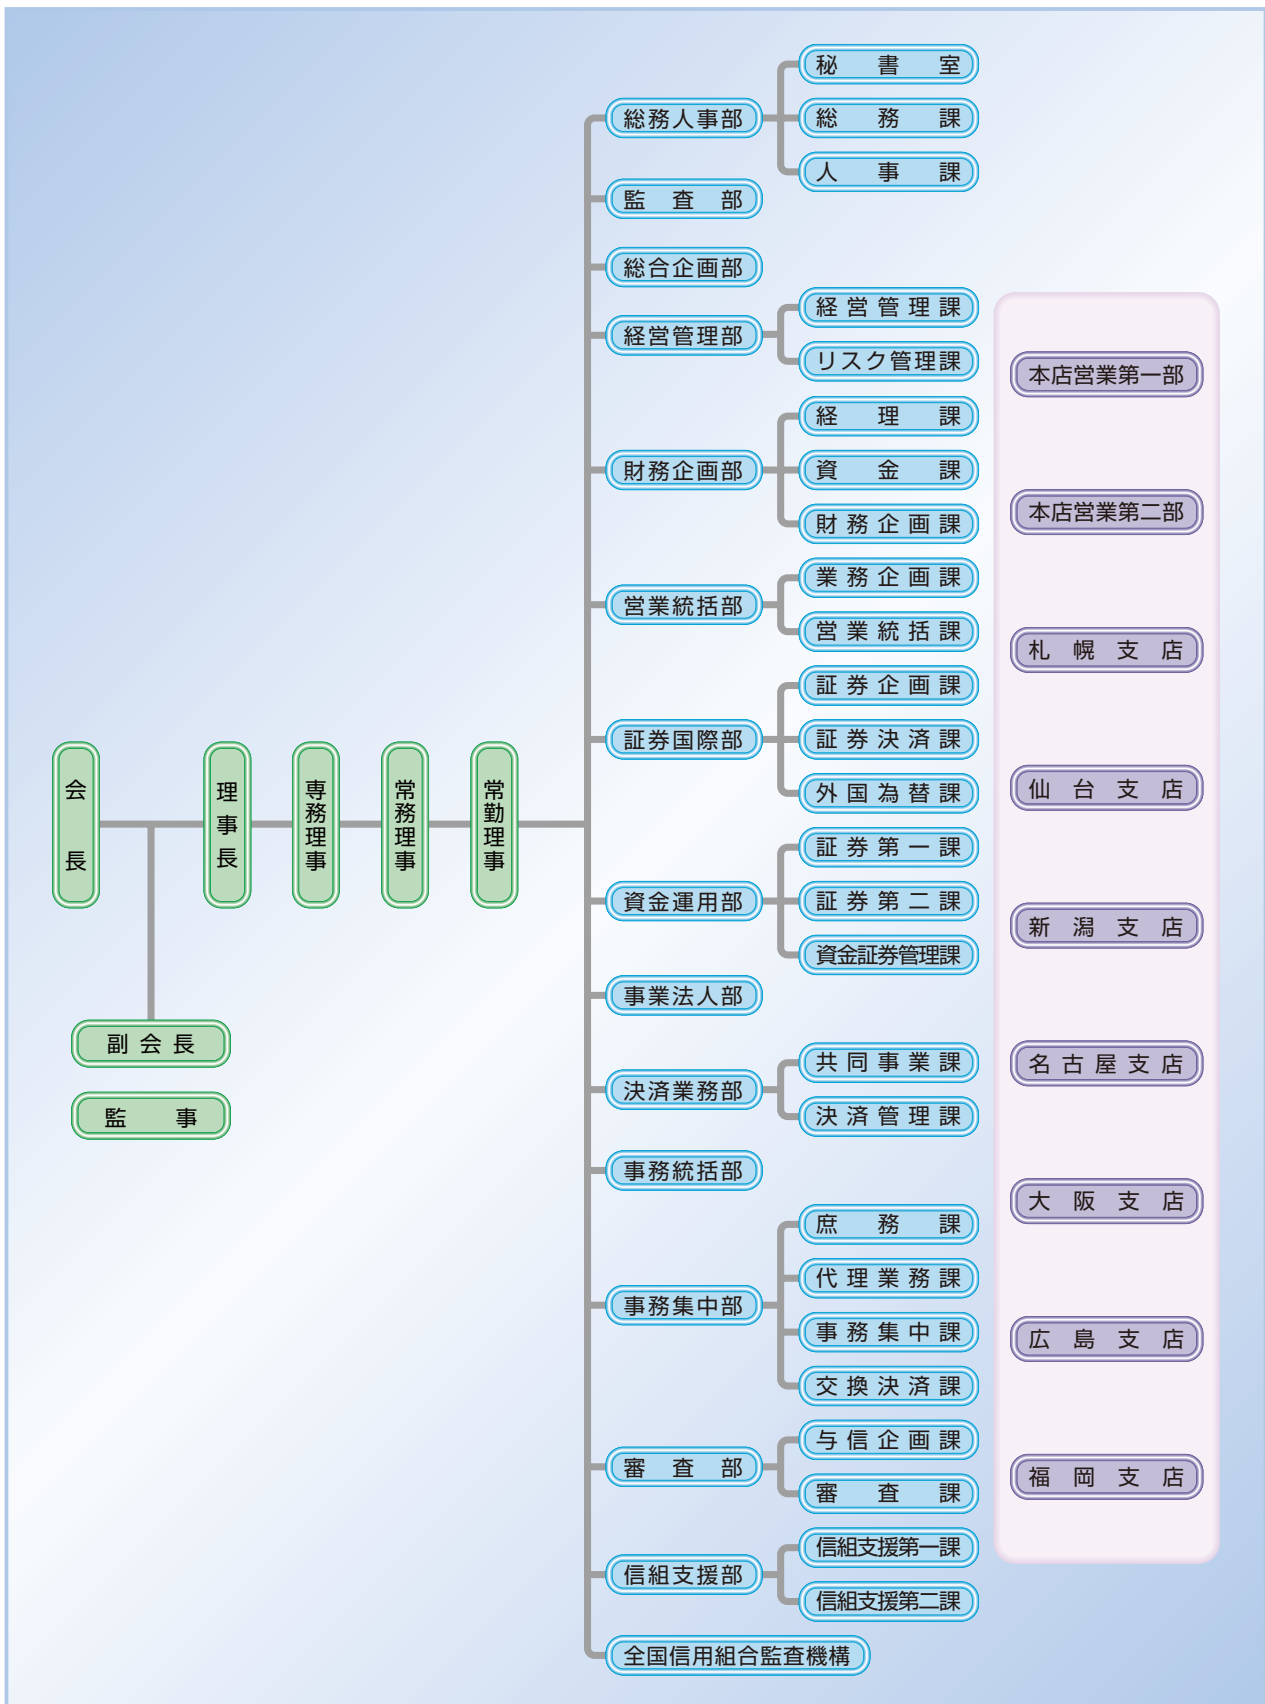 会長
副会長
監事
理事長
専務理事
常務理事
常勤理事
総務人事部
秘書室
総務課
人事課
監査部
総合企画部
経営管理部
経営管理課
リスク管理課
財務企画部
経理課
資金課
財務企画課
営業統括部
業務企画課
営業統括課
証券国際部
証券企画課
証券決済課
外国為替課
資金運用部
証券第一課
証券第二課
資金証券管理課
事業法人部
決済業務部
共同事業課
決済管理課
事務統括部
事務集中部
庶務課
代理業務課
事務集中課
交換決済課
審査部
与信企画課
審査課
信組支援部
信組支援第一課
信組支援第二課
全国信用組合監査機構
本店営業第一部
本店営業第二部
札幌支店
仙台支店
新潟支店
名古屋支店
大阪支店
広島支店
福岡支店